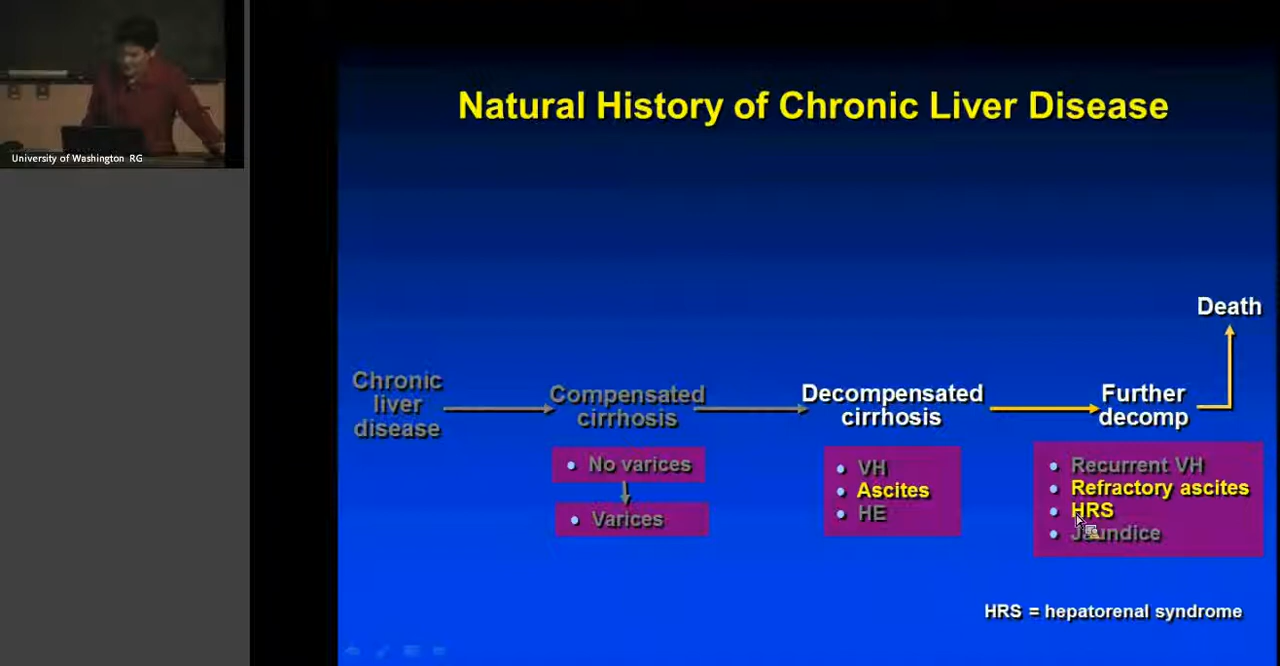 University of Washington RG
Natural History of Chronic Liver Disease
Death
Chronic
liver
disease
Compensated
cirrhosis
Decompensated
cirrhosis
Further
decomp
• No varices
• Varices
• VH
• Ascites
• HE
• Recurrent VH
• Refractory ascites
• HRS
• Jaundice
HRS = hepatorenal syndrome